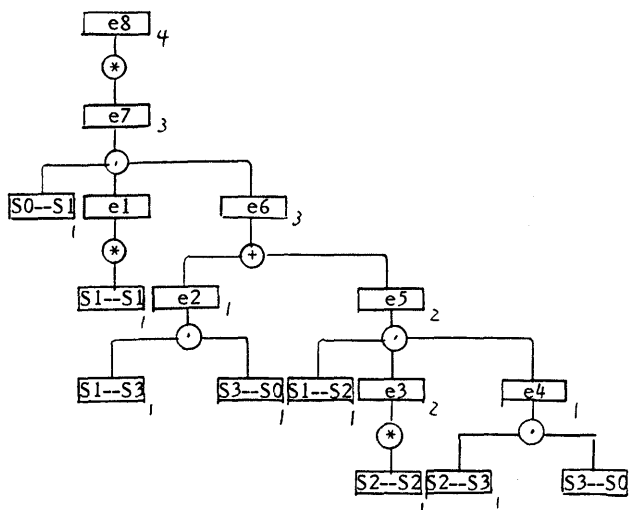 e8 4
*
e7 3
.
S0--S1 1 e1 e6 3
* +
S1--S1 1 e2 1 e5 2
. .
S1--S3 1 S3--S0 1 S1--S2 1 e3 2 e4 1
* .
S2--S2 1 S2--S3 1 S3--S0